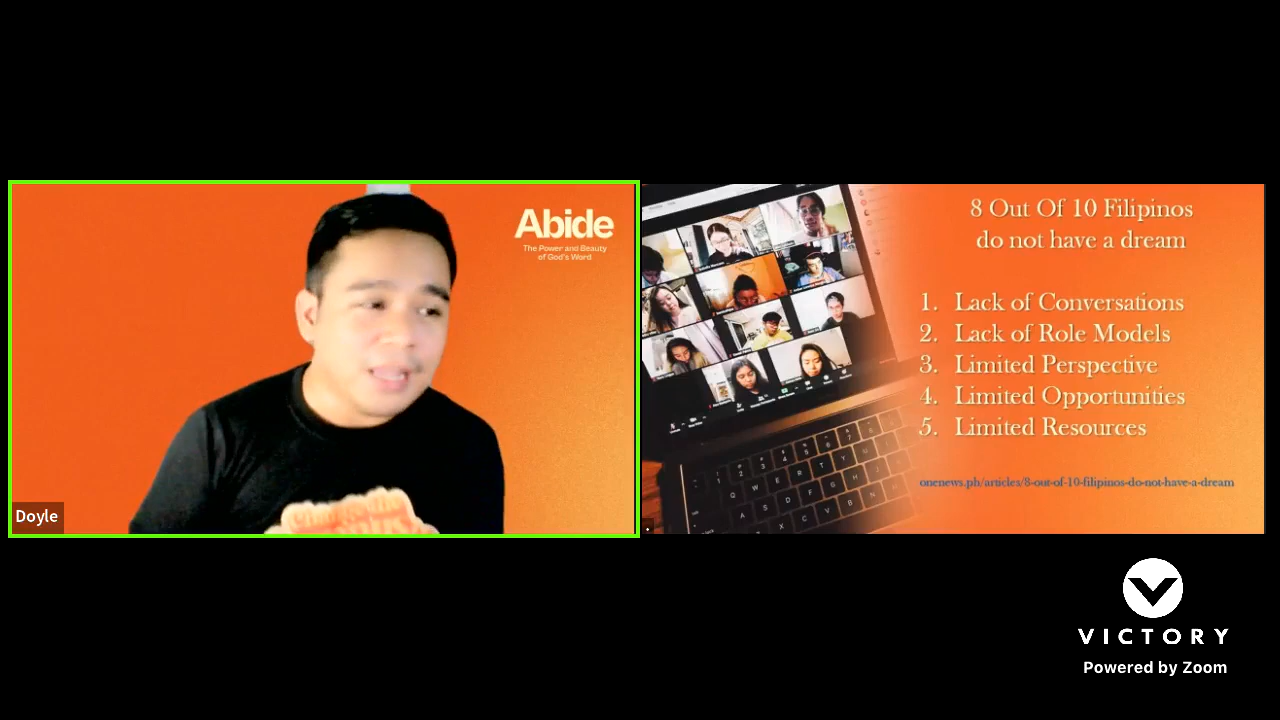 Abide
The Power and Beauty
of God's Word
Doyle
8 Out Of 10 Filipinos
do not have a dream
1. Lack of Conversations
2. Lack of Role Models
3. Limited Perspective
4. Limited Opportunities
5. Limited Resources
onenews.ph/articles/8-out-of-10-filipinos-do-not-have-a-dream
VICTORY
Powered by Zoom